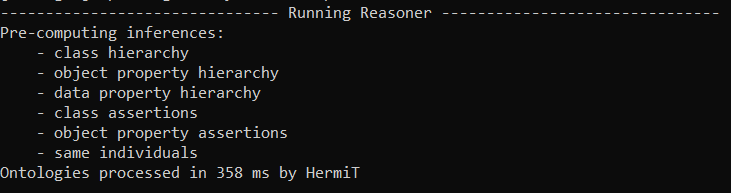 ------------------------------- Running Reasoner -------------------------------
Pre-computing inferences:
    - class hierarchy
    - object property hierarchy
    - data property hierarchy
    - class assertions
    - object property assertions
    - same individuals
Ontologies processed in 358 ms by HermiT